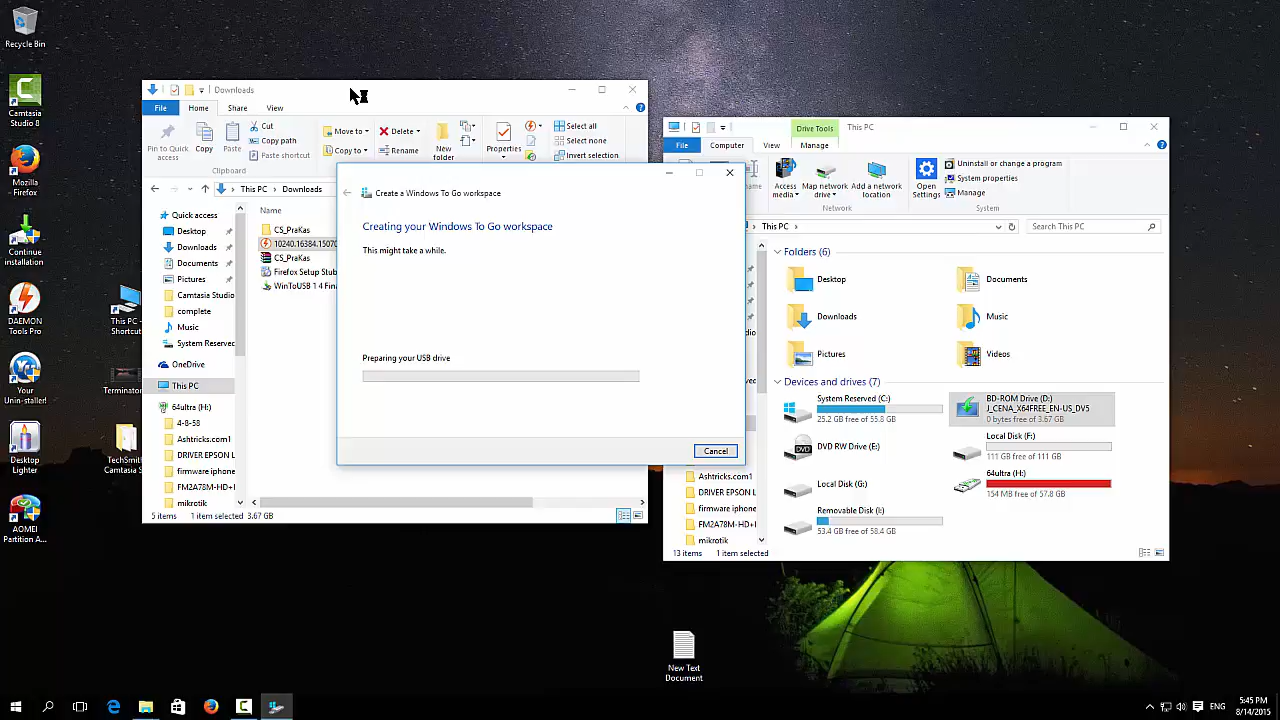 Recycle Bin
Camtasia
Studio 8
Mozilla
Firefox
Continue
installation
DAEMON
Tools Pro
Your
Unin-staller!
Desktop
Lighter
AOMEI
Partition A...
This PC -
Shortcut
Terminator
TechSmith
Camtasia S
Downloads
File
Home
Share
View
Pin to Quick
access
Copy
Paste
Cut
Copy path
Paste shortcut
Clipboard
Move to
Copy to
Delete
Rename
New
folder
Properties
Select all
Select none
Invert selection
This PC > Downloads
Quick access
Desktop
Downloads
Documents
Pictures
Camtasia Studio
complete
Music
System Reserved
OneDrive
This PC
64ultra (H:)
4-8-58
Ashtricks.com1
DRIVER EPSON L
firmware iphone
FM2A78M-HD+I
mikrotik
Name
CS_PraKas
10240.16384.15070
CS_PraKas
Firefox Setup Stub
WinToUSB 1 4 Fina
5 items
1 item selected 3.67 GB
Create a Windows To Go workspace
Creating your Windows To Go workspace
This might take a while.
Preparing your USB drive
Cancel
Drive Tools
This PC
File
Computer
View
Manage
Access
media
Map network
drive
Add a network
location
Network
Open
Settings
Uninstall or change a program
System properties
Manage
System
This PC >
Search This PC
Folders (6)
Desktop
Documents
Downloads
Music
Pictures
Videos
Devices and drives (7)
System Reserved (C:)
25.2 GB free of 55.8 GB
BD-ROM Drive (D:)
J_CENA_X64FREE_EN-US_DV5
0 bytes free of 3.67 GB
DVD RW Drive (E:)
Local Disk (F:)
111 GB free of 111 GB
Local Disk (G:)
64ultra (H:)
154 MB free of 57.8 GB
Removable Disk (I:)
53.4 GB free of 58.4 GB
Ashtricks.com1
DRIVER EPSON L
firmware iphone
FM2A78M-HD+I
mikrotik
13 items
1 item selected
New Text
Document
ENG
5:45 PM
8/14/2015